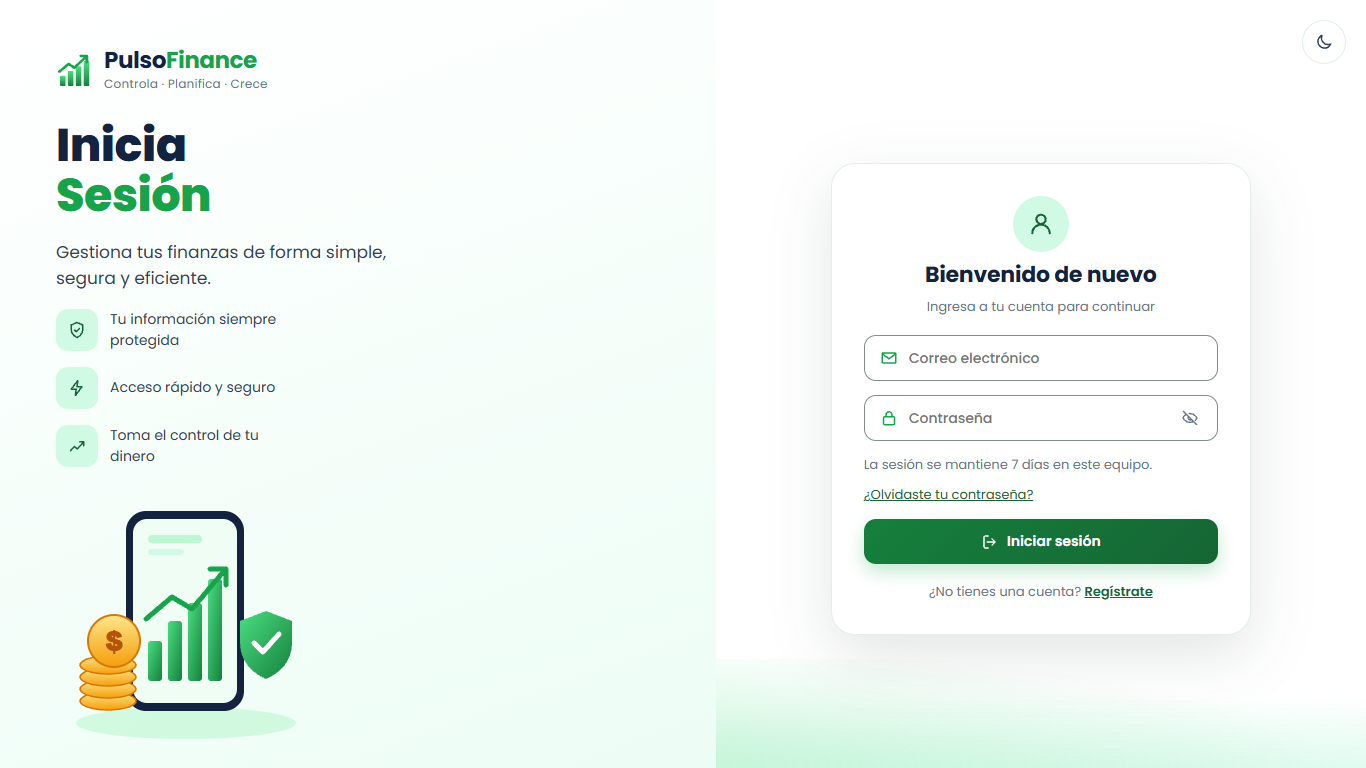 PulsoFinance
Controla · Planifica · Crece
Inicia
Sesión
Gestiona tus finanzas de forma simple,
segura y eficiente.
Tu información siempre
protegida
Acceso rápido y seguro
Toma el control de tu
dinero
$
Bienvenido de nuevo
Ingresa a tu cuenta para continuar
Correo electrónico
Contraseña
La sesión se mantiene 7 días en este equipo.
¿Olvidaste tu contraseña?
Iniciar sesión
¿No tienes una cuenta? Regístrate